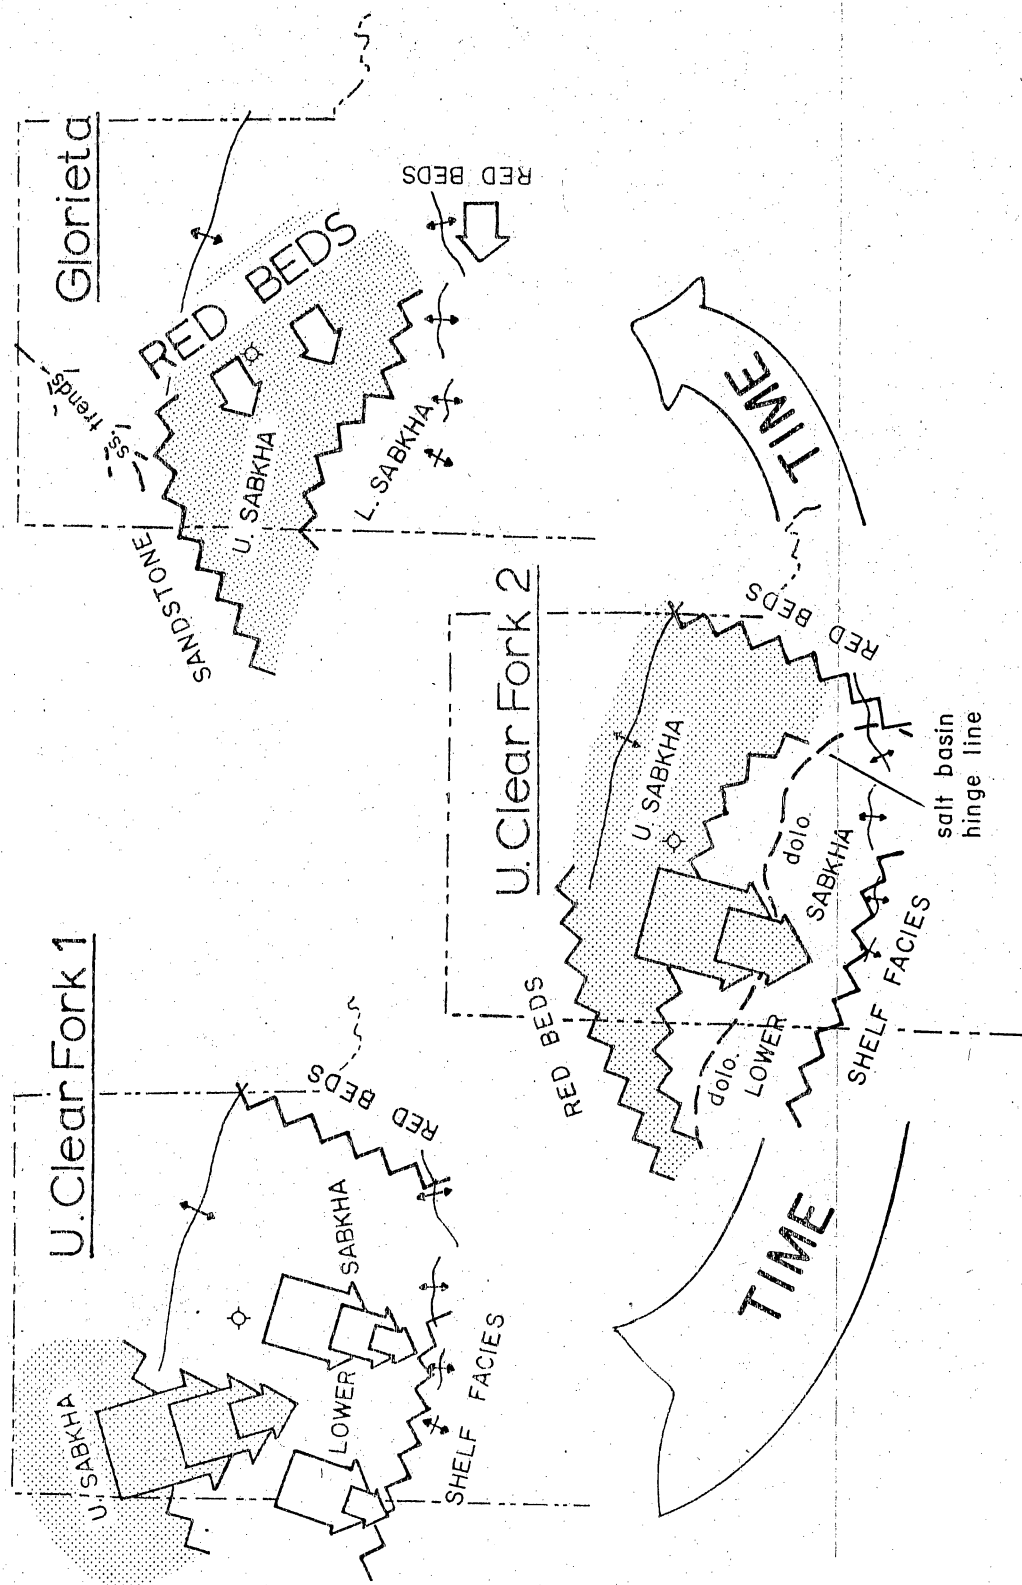 U. Clear Fork 1
U. SABKHA
LOWER
SABKHA
SHELF FACIES
RED BEDS
TIME
U. Clear Fork 2
RED BEDS
U. SABKHA
dolo.
dolo.
LOWER
SABKHA
SHELF FACIES
RED BEDS
salt basin
hinge line
TIME
Glorieta
ss. trends
SANDSTONE
RED BEDS
U. SABKHA
L. SABKHA
RED BEDS